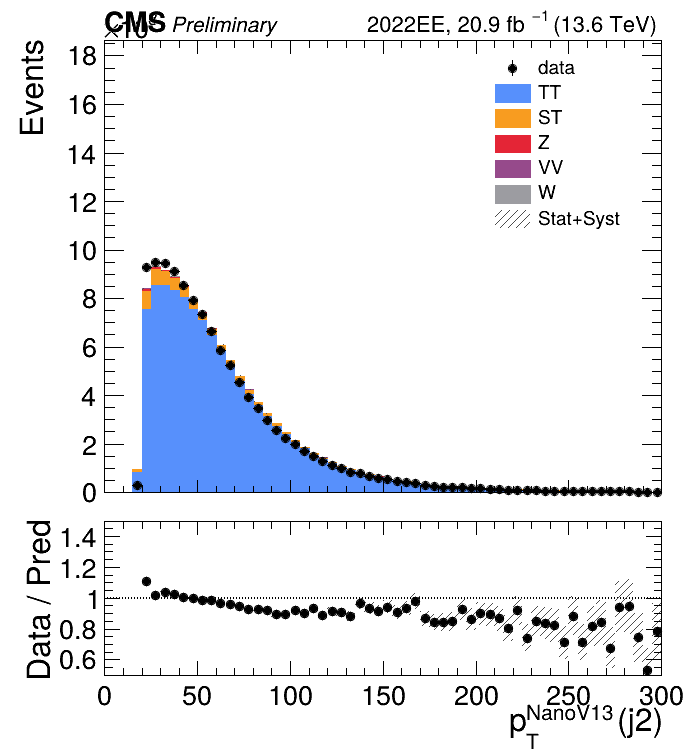 CMS Preliminary 2022EE, 20.9 fb⁻¹ (13.6 TeV)
Events
18
16
14
12
10
8
6
4
2
0
data
TT
ST
Z
VV
W
Stat+Syst
Data / Pred
1.4
1.2
1
0.8
0.6
0 50 100 150 200 250 300
p_T^NanoV13 (j2)